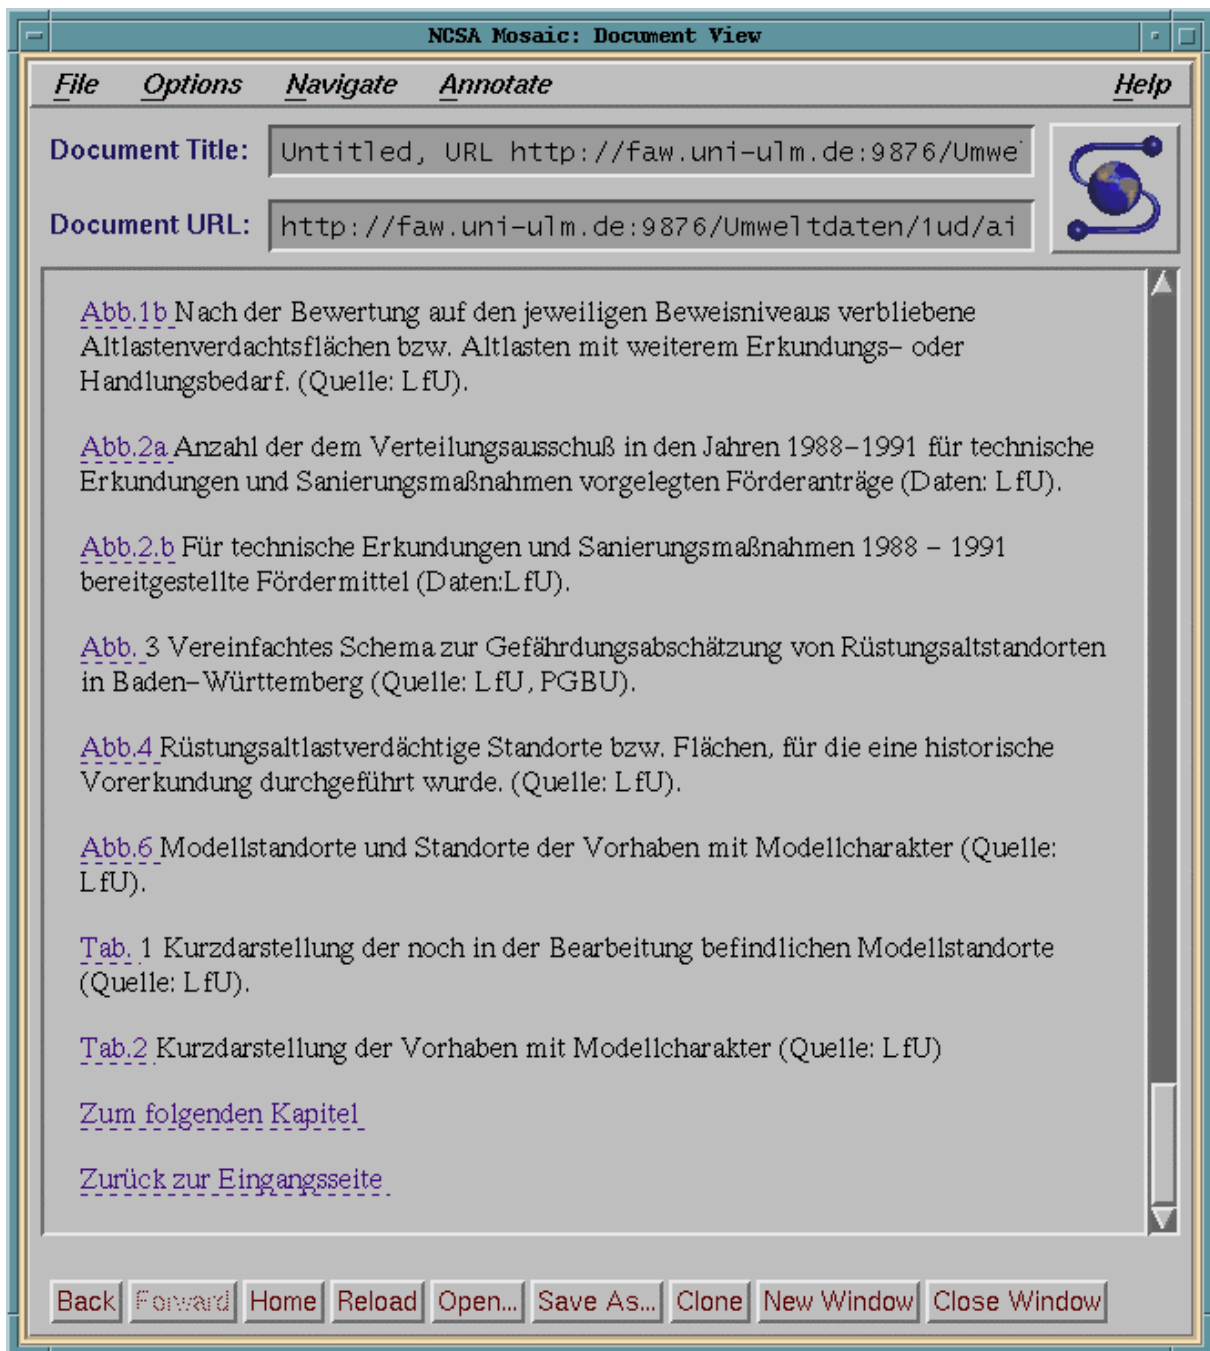 NCSA Mosaic: Document View
File Options Navigate Annotate Help
Document Title: Untitled, URL http://faw.uni-ulm.de:9876/Umwe
Document URL: http://faw.uni-ulm.de:9876/Umweltdaten/1ud/ai
Abb.1b Nach der Bewertung auf den jeweiligen Beweisniveaus verbliebene
Altlastenverdachtsflächen bzw. Altlasten mit weiterem Erkundungs- oder
Handlungsbedarf. (Quelle: LfU).
Abb.2a Anzahl der dem Verteilungsausschuß in den Jahren 1988-1991 für technische
Erkundungen und Sanierungsmaßnahmen vorgelegten Förderanträge (Daten: LfU).
Abb.2.b Für technische Erkundungen und Sanierungsmaßnahmen 1988 - 1991
bereitgestellte Fördermittel (Daten:LfU).
Abb. 3 Vereinfachtes Schema zur Gefährdungsabschätzung von Rüstungsaltstandorten
in Baden-Württemberg (Quelle: LfU, PGBU).
Abb.4 Rüstungsaltlastverdächtige Standorte bzw. Flächen, für die eine historische
Vorerkundung durchgeführt wurde. (Quelle: LfU).
Abb.6 Modellstandorte und Standorte der Vorhaben mit Modellcharakter (Quelle:
LfU).
Tab. 1 Kurzdarstellung der noch in der Bearbeitung befindlichen Modellstandorte
(Quelle: LfU).
Tab.2 Kurzdarstellung der Vorhaben mit Modellcharakter (Quelle: LfU)
Zum folgenden Kapitel
Zurück zur Eingangsseite
Back Forward Home Reload Open... Save As... Clone New Window Close Window